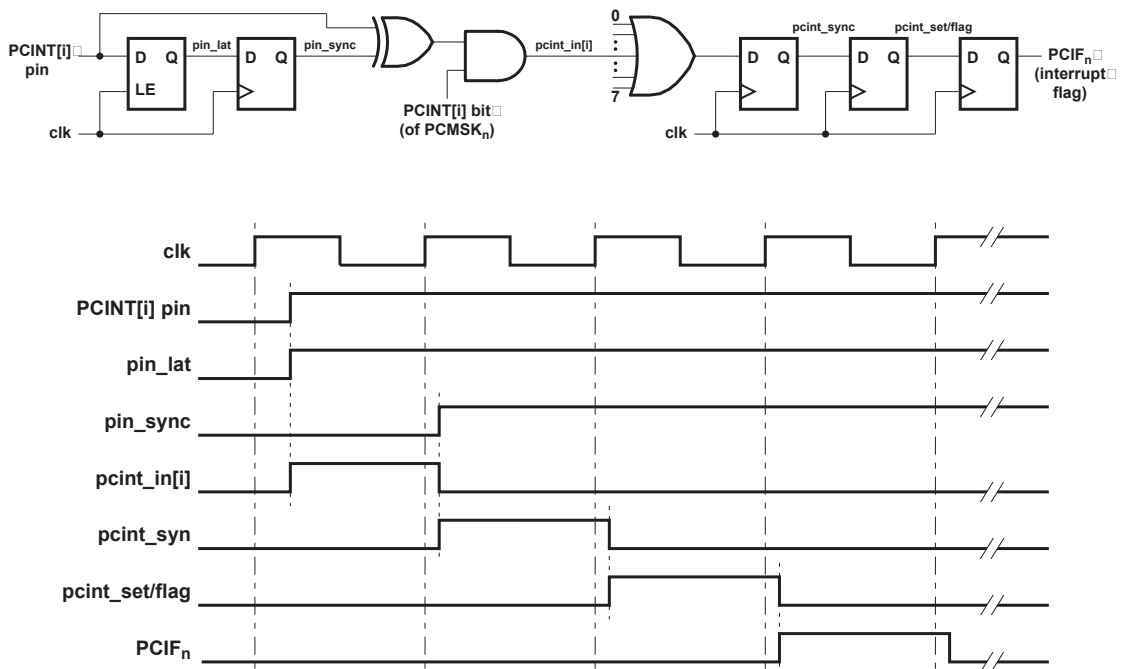 PCINT[i]
pin
pin_lat
D Q
LE
clk
pin_sync
D Q
PCINT[i] bit
(of PCMSKn)
pcint_in[i]
0
7
clk
D Q
pcint_sync
D Q
pcint_set/flag
D Q
PCIFn
(interrupt
flag)
clk
PCINT[i] pin
pin_lat
pin_sync
pcint_in[i]
pcint_syn
pcint_set/flag
PCIFn